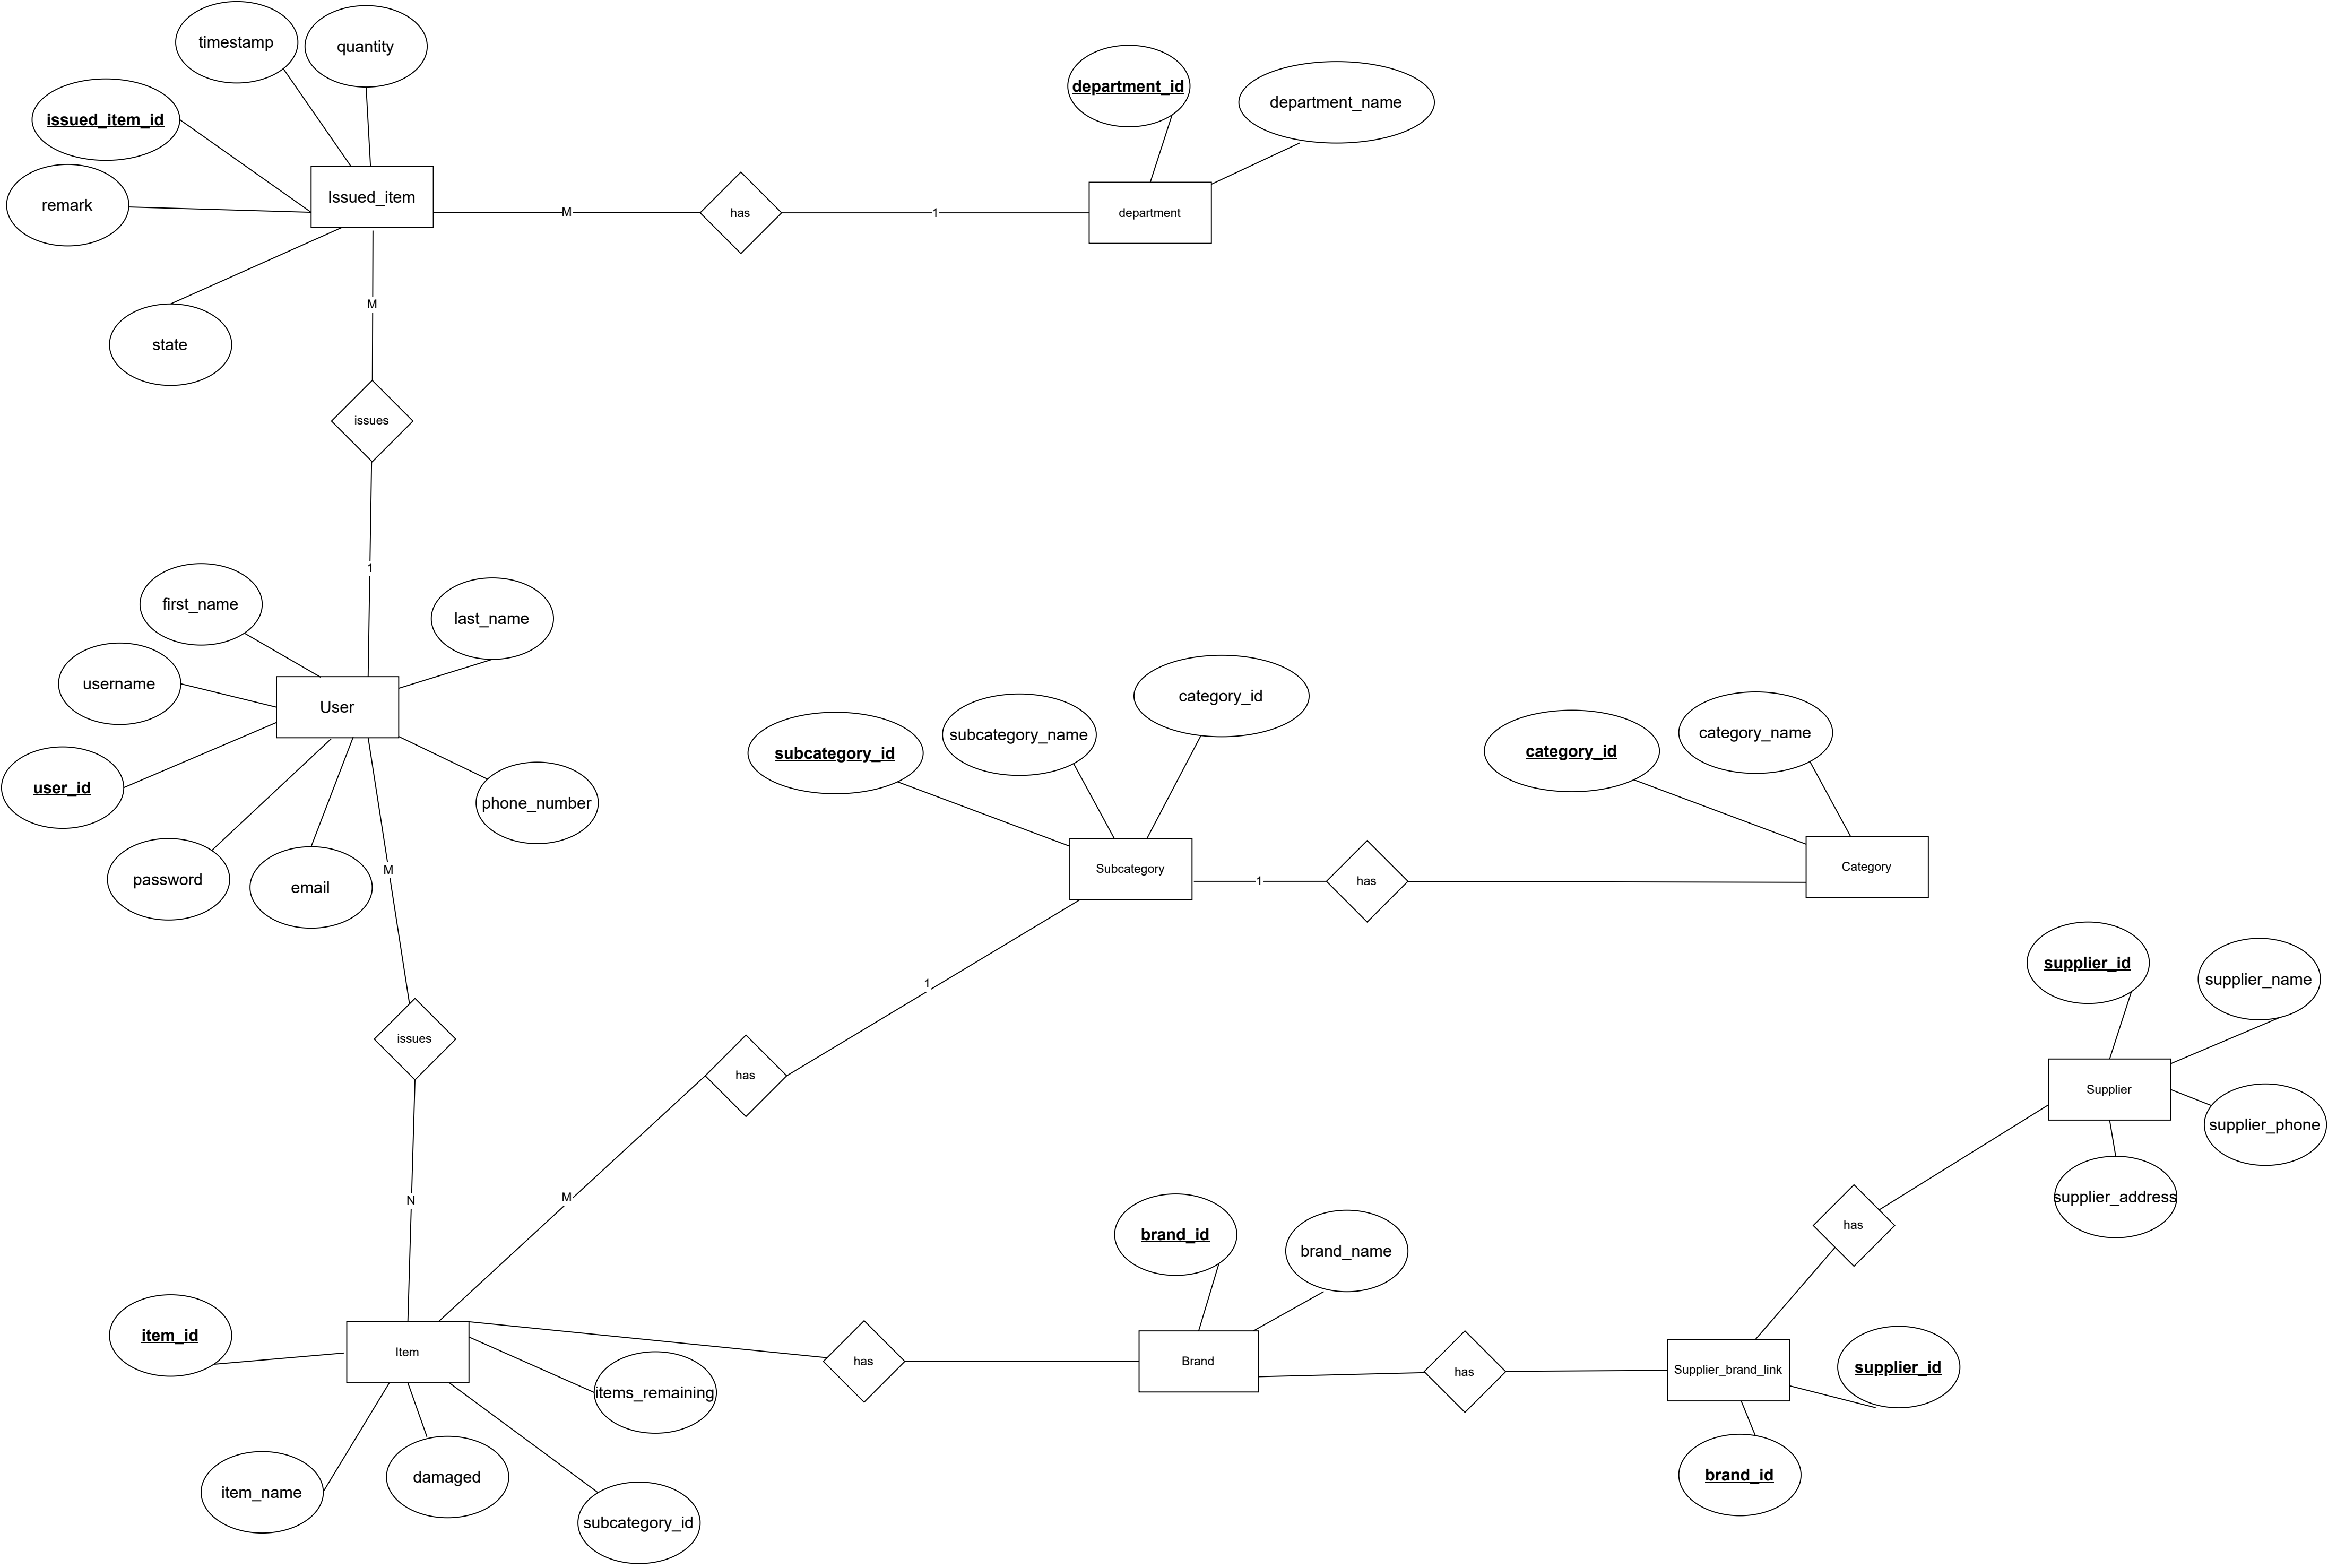 timestamp
quantity
department_id
department_name
issued_item_id
Issued_item
remark
M
has
1
department
M
state
issues
1
first_name
last_name
username
User
category_id
subcategory_name
subcategory_id
category_id
category_name
user_id
phone_number
password
email
M
Subcategory
1
has
Category
supplier_id
supplier_name
1
issues
has
Supplier
supplier_phone
supplier_address
N
M
has
brand_id
brand_name
item_id
Item
has
Brand
has
Supplier_brand_link
supplier_id
items_remaining
damaged
item_name
subcategory_id
brand_id